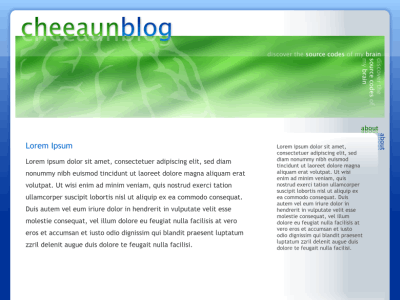 cheeaunblog
discover the source codes of my brain
discover the source codes of my brain
about
about
Lorem Ipsum
Lorem ipsum dolor sit amet, consectetuer adipiscing elit, sed diam
nonummy nibh euismod tincidunt ut laoreet dolore magna aliquam erat
volutpat. Ut wisi enim ad minim veniam, quis nostrud exerci tation
ullamcorper suscipit lobortis nisl ut aliquip ex ea commodo consequat.
Duis autem vel eum iriure dolor in hendrerit in vulputate velit esse
molestie consequat, vel illum dolore eu feugiat nulla facilisis at vero
eros et accumsan et iusto odio dignissim qui blandit praesent luptatum
zzril delenit augue duis dolore te feugait nulla facilisi.
Lorem ipsum dolor sit amet,
consectetuer adipiscing elit, sed
diam nonummy nibh euismod
tincidunt ut laoreet dolore magna
aliquam erat volutpat. Ut wisi
enim ad minim veniam, quis
nostrud exerci tation ullamcorper
suscipit lobortis nisl ut aliquip ex
ea commodo consequat. Duis
autem vel eum iriure dolor in
hendrerit in vulputate velit esse
molestie consequat, vel illum
dolore eu feugiat nulla facilisis at
vero eros et accumsan et iusto
odio dignissim qui blandit
praesent luptatum zzril delenit
augue duis dolore te feugait nulla
facilisi.